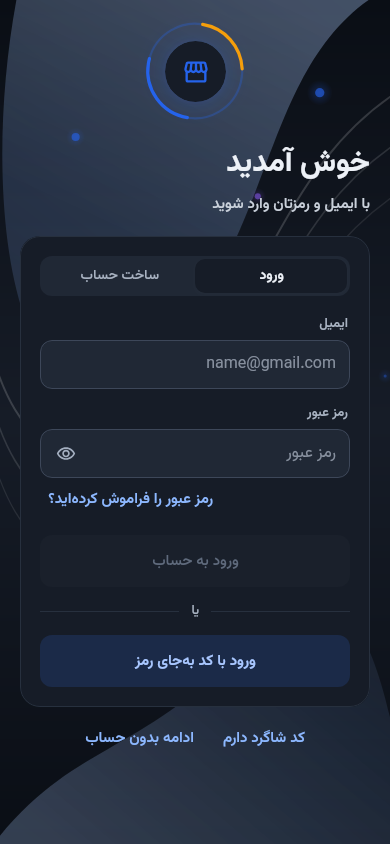 خوش آمدید
با ایمیل و رمزتان وارد شوید
ورود
ساخت حساب
ایمیل
name@gmail.com
رمز عبور
رمز عبور
رمز عبور را فراموش کرده‌اید؟
ورود به حساب
یا
ورود با کد به‌جای رمز
کد شاگرد دارم
ادامه بدون حساب